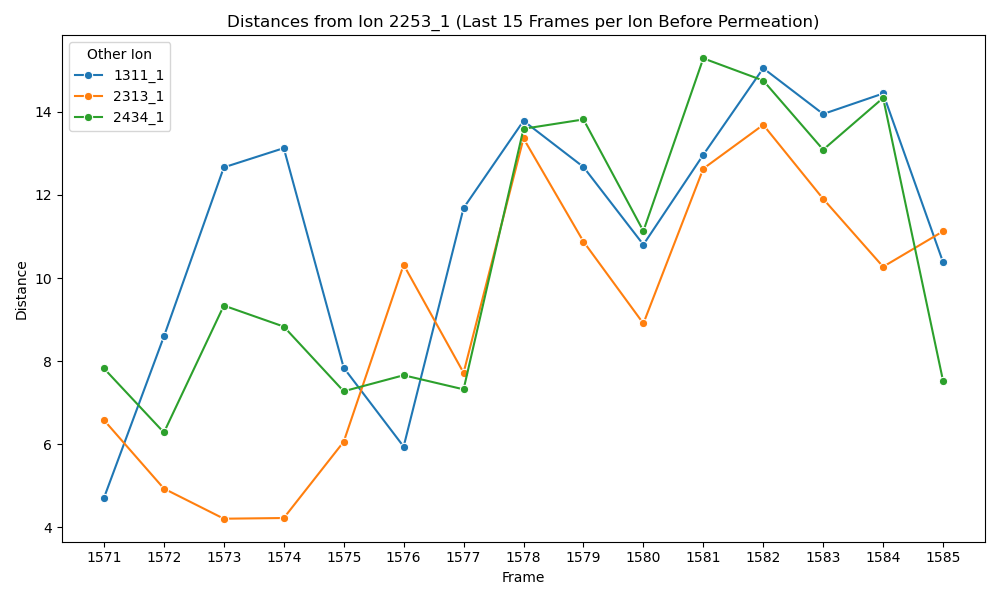 Distances from Ion 2253_1 (Last 15 Frames per Ion Before Permeation)
Other Ion
1311_1
2313_1
2434_1
Distance
14
12
10
8
6
4
1571 1572 1573 1574 1575 1576 1577 1578 1579 1580 1581 1582 1583 1584 1585
Frame